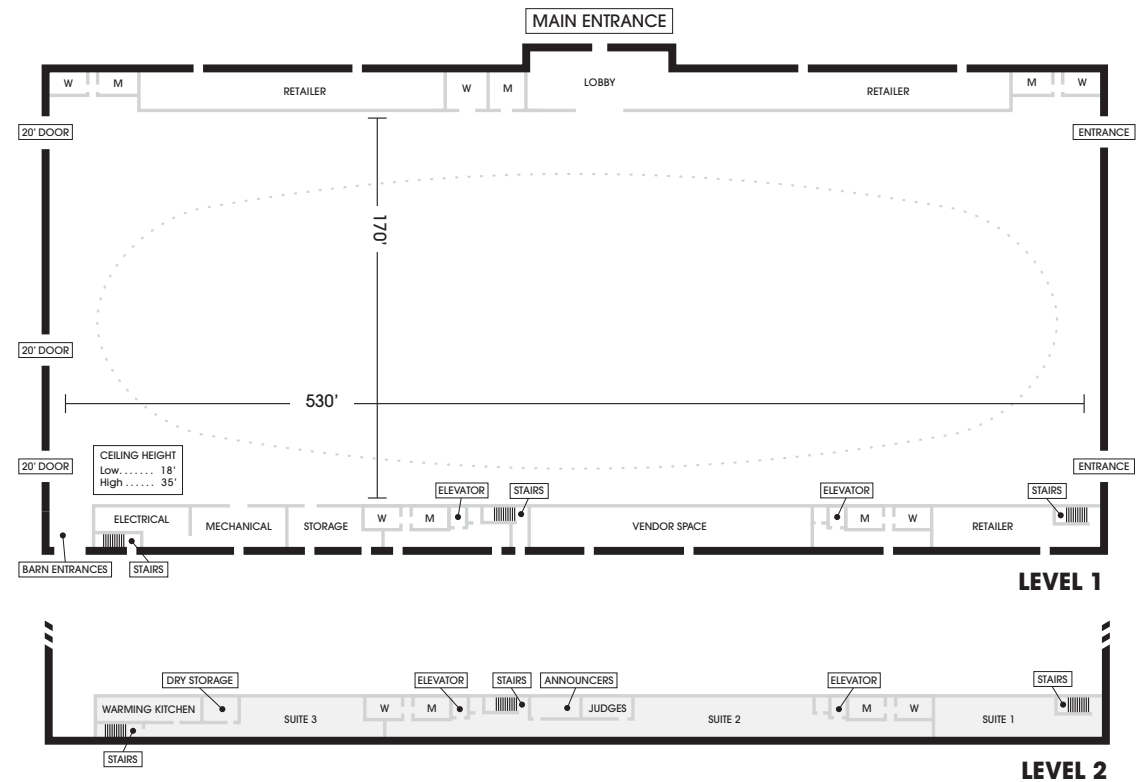 MAIN ENTRANCE
W M RETAILER W M LOBBY RETAILER M W
20' DOOR ENTRANCE
170'
20' DOOR
530'
20' DOOR ENTRANCE
CEILING HEIGHT
Low. . . . . . . 18'
High . . . . . . 35'
ELEVATOR STAIRS ELEVATOR STAIRS
ELECTRICAL MECHANICAL STORAGE W M VENDOR SPACE M W RETAILER
BARN ENTRANCES STAIRS
LEVEL 1
DRY STORAGE ELEVATOR STAIRS ANNOUNCERS ELEVATOR STAIRS
WARMING KITCHEN SUITE 3 W M JUDGES SUITE 2 M W SUITE 1
STAIRS
LEVEL 2